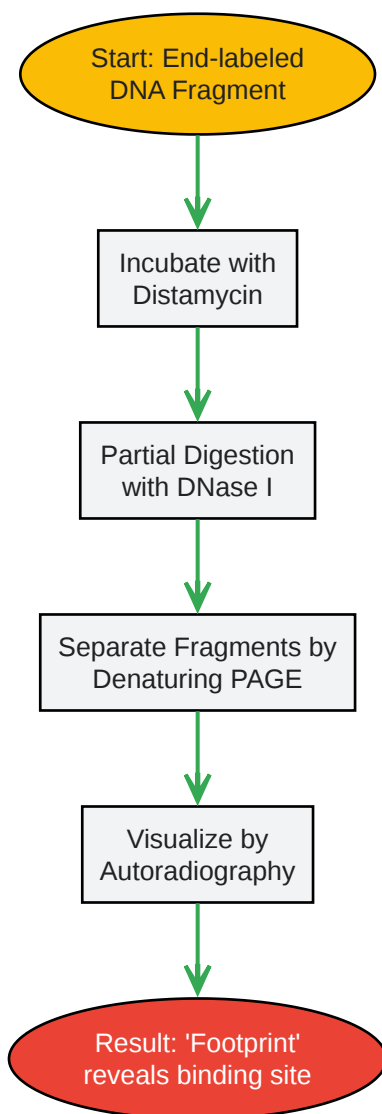 Start: End-labeled
DNA Fragment
Incubate with
Distamycin
Partial Digestion
with DNase I
Separate Fragments by
Denaturing PAGE
Visualize by
Autoradiography
Result: 'Footprint'
reveals binding site